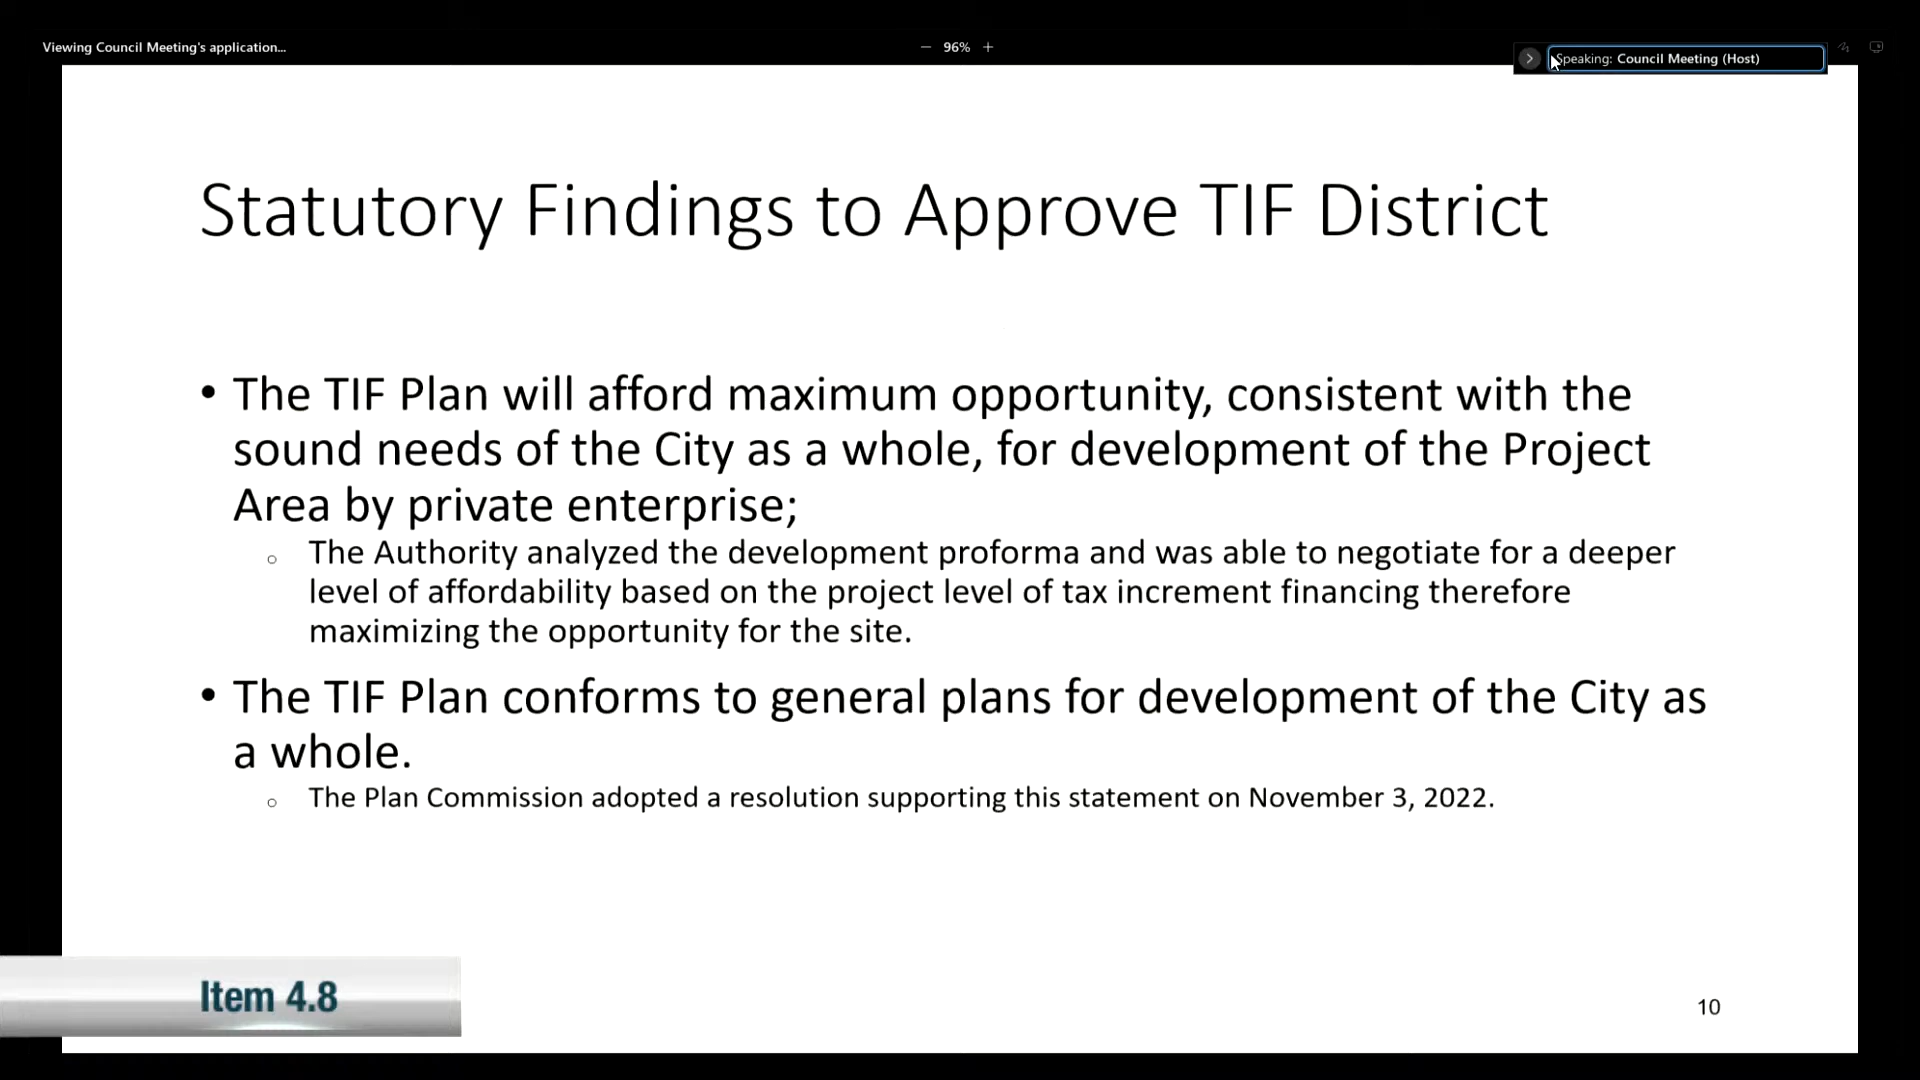 Viewing Council Meeting's application...
96%
Speaking: Council Meeting (Host)
Statutory Findings to Approve TIF District
• The TIF Plan will afford maximum opportunity, consistent with the
sound needs of the City as a whole, for development of the Project
Area by private enterprise;
○ The Authority analyzed the development proforma and was able to negotiate for a deeper
level of affordability based on the project level of tax increment financing therefore
maximizing the opportunity for the site.
• The TIF Plan conforms to general plans for development of the City as
a whole.
○ The Plan Commission adopted a resolution supporting this statement on November 3, 2022.
Item 4.8
10